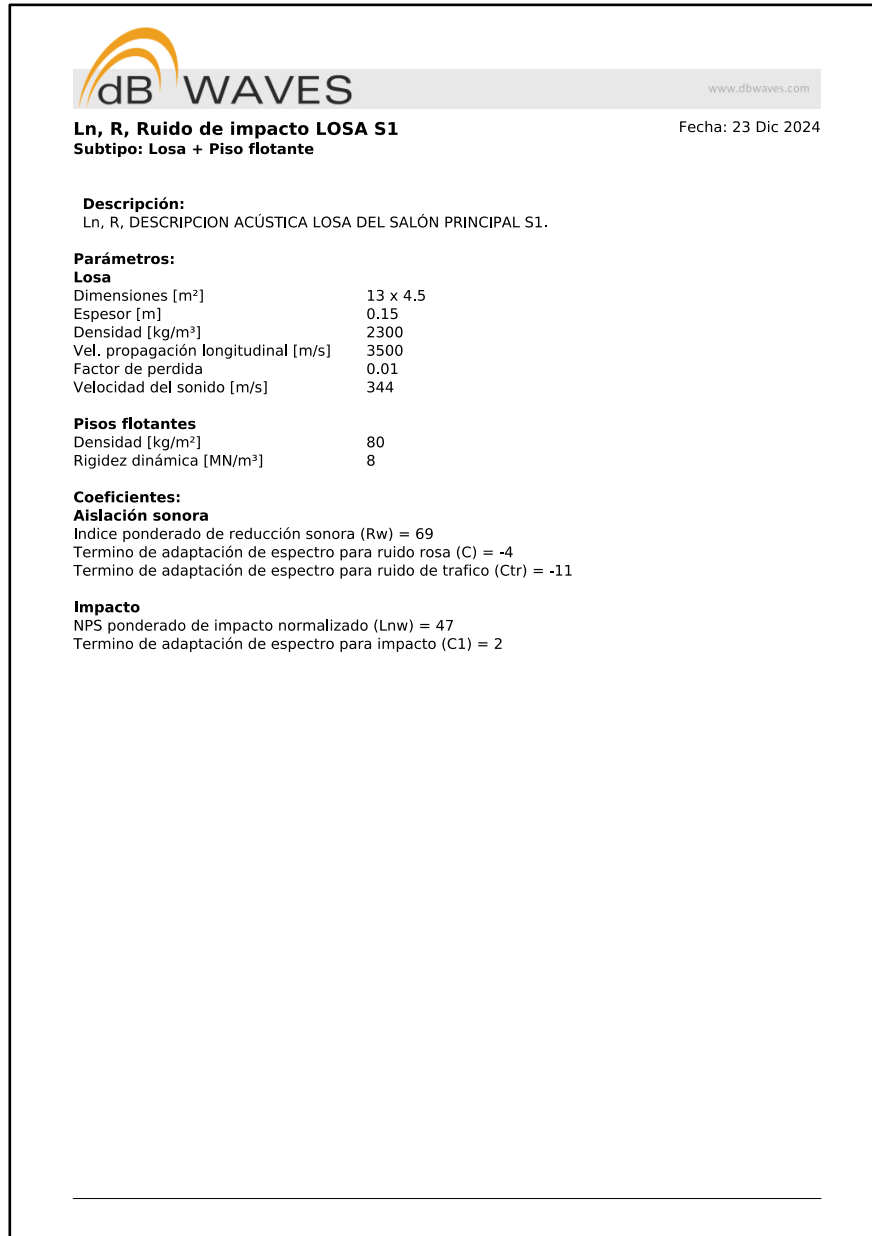 dB WAVES
www.dbwaves.com
Ln, R, Ruido de impacto LOSA S1
Fecha: 23 Dic 2024
Subtipo: Losa + Piso flotante
Descripción:
Ln, R, DESCRIPCION ACÚSTICA LOSA DEL SALÓN PRINCIPAL S1.
Parámetros:
Losa
Dimensiones [m²] 13 x 4.5
Espesor [m] 0.15
Densidad [kg/m³] 2300
Vel. propagación longitudinal [m/s] 3500
Factor de perdida 0.01
Velocidad del sonido [m/s] 344
Pisos flotantes
Densidad [kg/m²] 80
Rigidez dinámica [MN/m³] 8
Coeficientes:
Aislación sonora
Indice ponderado de reducción sonora (Rw) = 69
Termino de adaptación de espectro para ruido rosa (C) = -4
Termino de adaptación de espectro para ruido de trafico (Ctr) = -11
Impacto
NPS ponderado de impacto normalizado (Lnw) = 47
Termino de adaptación de espectro para impacto (C1) = 2